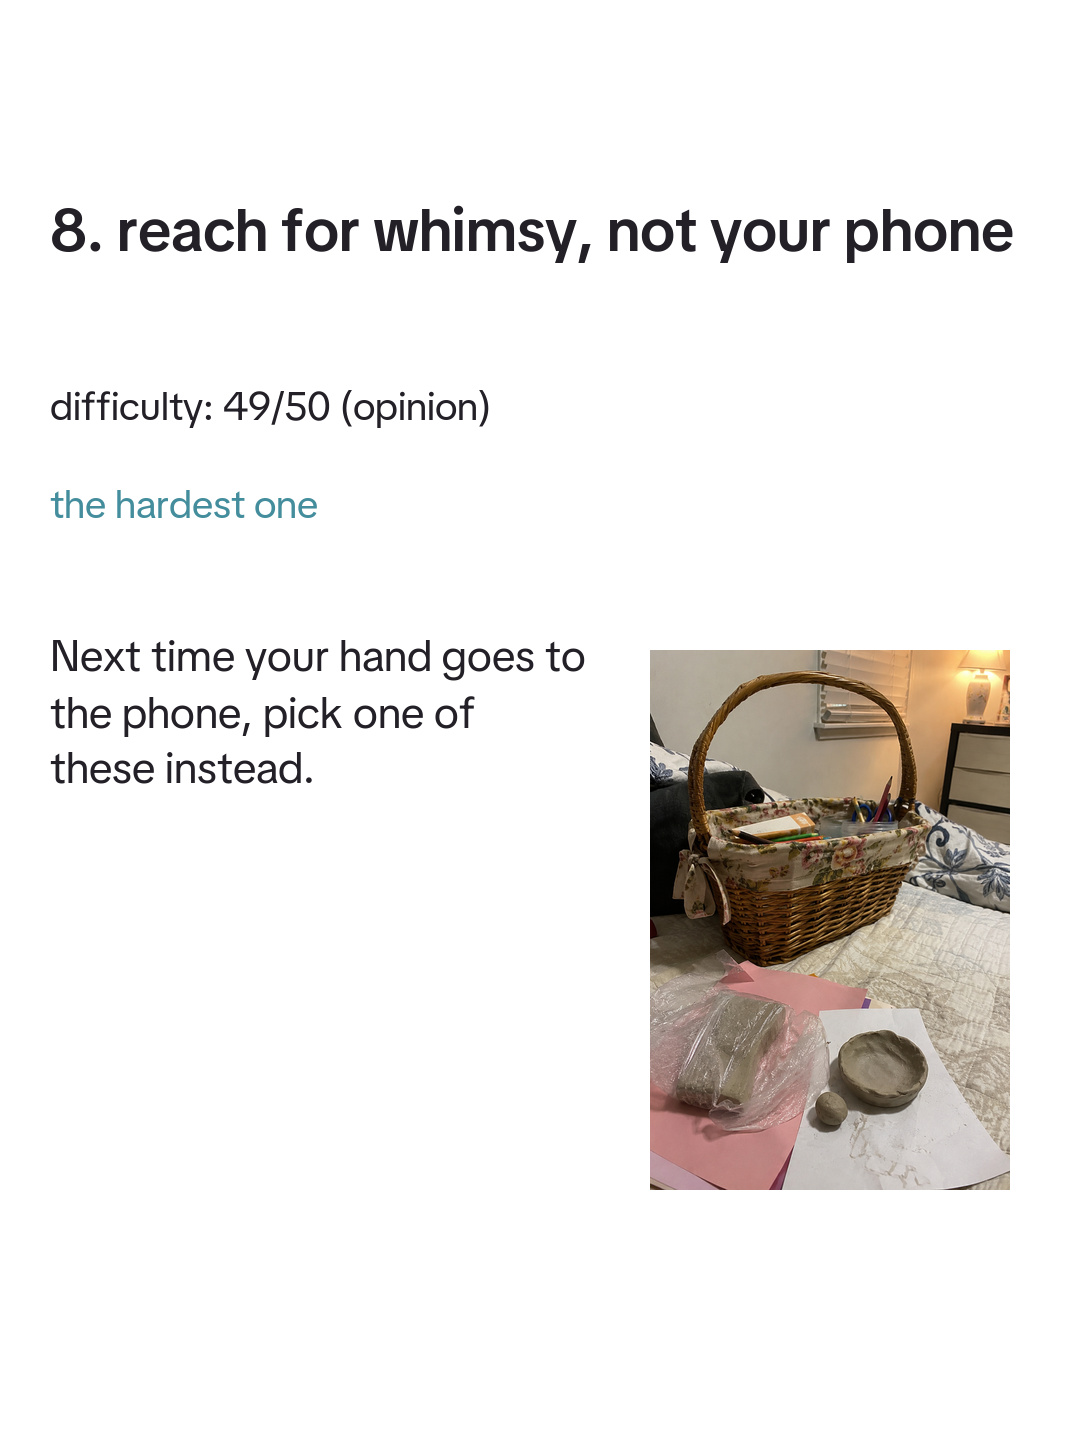 8. reach for whimsy, not your phone
difficulty: 49/50 (opinion)
the hardest one
Next time your hand goes to
the phone, pick one of
these instead.